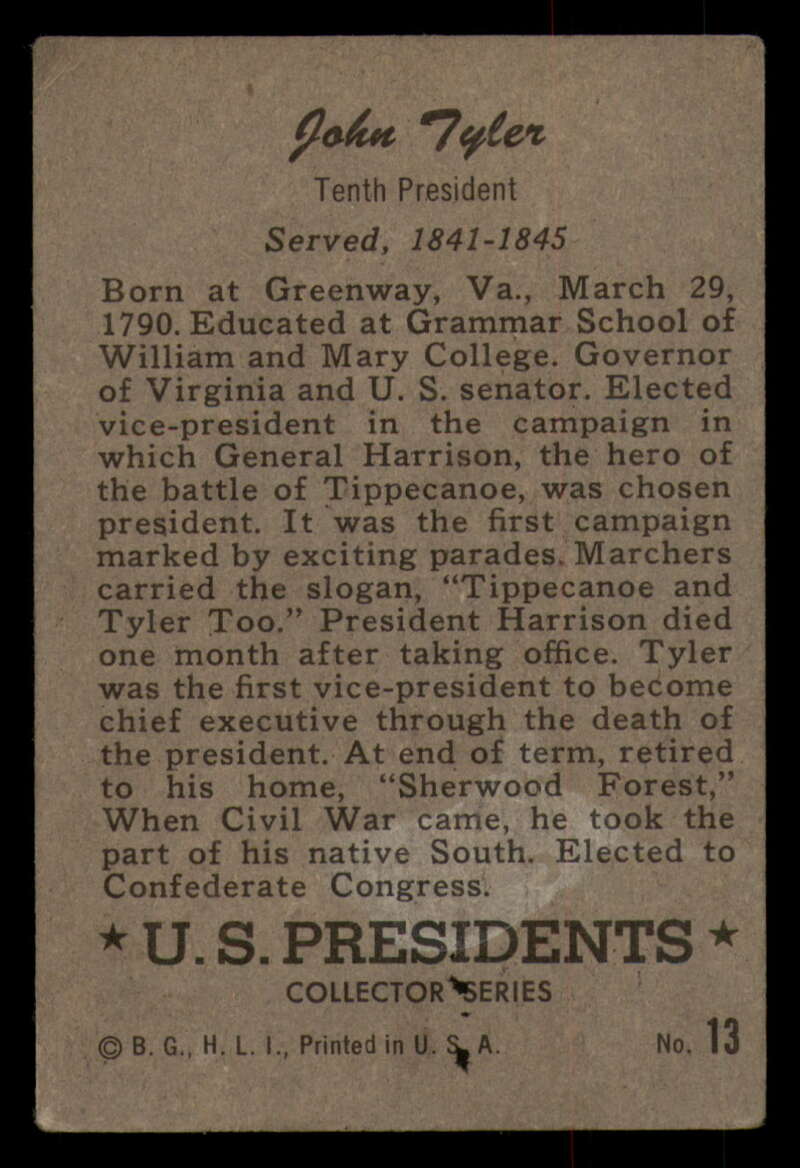 John Tyler
Tenth President
Served, 1841-1845
Born at Greenway, Va., March 29,
1790. Educated at Grammar School of
William and Mary College. Governor
of Virginia and U. S. senator. Elected
vice-president in the campaign in
which General Harrison, the hero of
the battle of Tippecanoe, was chosen
president. It was the first campaign
marked by exciting parades. Marchers
carried the slogan, “Tippecanoe and
Tyler Too.” President Harrison died
one month after taking office. Tyler
was the first vice-president to become
chief executive through the death of
the president. At end of term, retired
to his home, “Sherwood Forest,”
When Civil War came, he took the
part of his native South. Elected to
Confederate Congress.
★ U. S. PRESIDENTS ★
COLLECTOR SERIES
© B. G., H. L. I., Printed in U. S. A.
No. 13